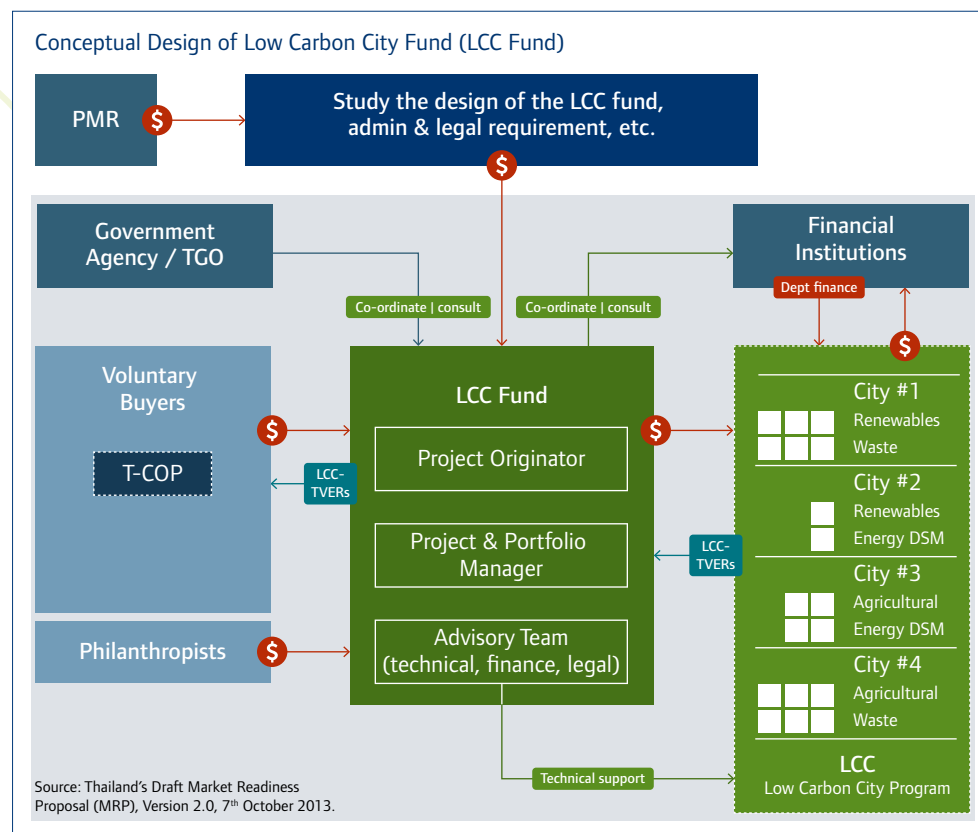 Conceptual Design of Low Carbon City Fund (LCC Fund)
PMR
$
Study the design of the LCC fund,
admin & legal requirement, etc.
$
Government
Agency / TGO
Financial
Institutions
Co-ordinate | consult
Co-ordinate | consult
Dept finance
$
Voluntary
Buyers
T-COP
$
LCC-
TVERs
Philanthropists
$
LCC Fund
Project Originator
Project & Portfolio
Manager
Advisory Team
(technical, finance, legal)
$
LCC-
TVERs
City #1
Renewables
Waste
City #2
Renewables
Energy DSM
City #3
Agricultural
Energy DSM
City #4
Agricultural
Waste
LCC
Low Carbon City Program
Technical support
Source: Thailand's Draft Market Readiness
Proposal (MRP), Version 2.0, 7th October 2013.